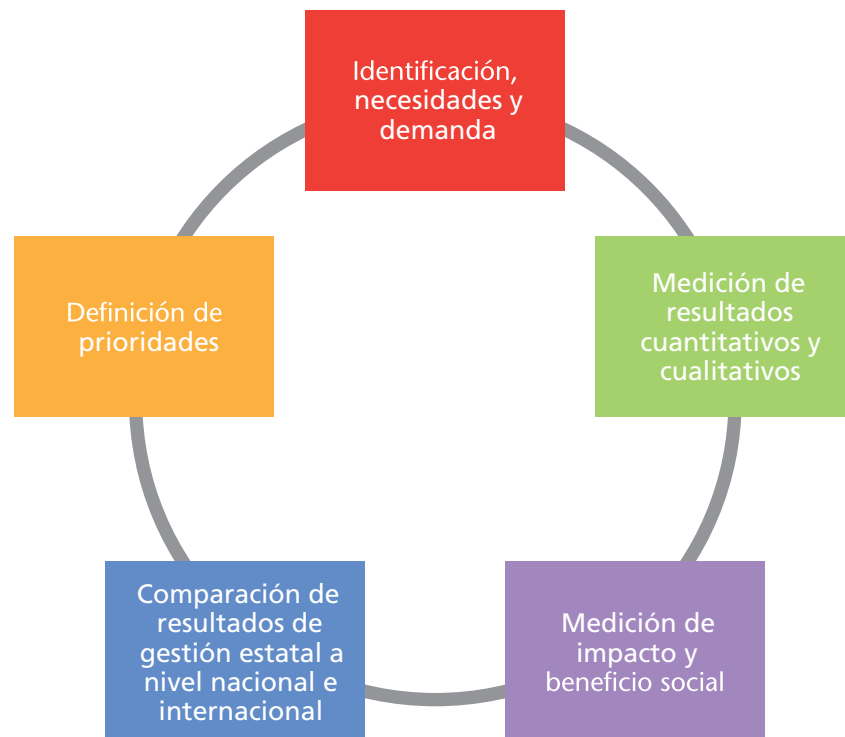 Identificación,
necesidades y
demanda
Medición de
resultados
cuantitativos y
cualitativos
Medición de
impacto y
beneficio social
Comparación de
resultados de
gestión estatal a
nivel nacional e
internacional
Definición de
prioridades